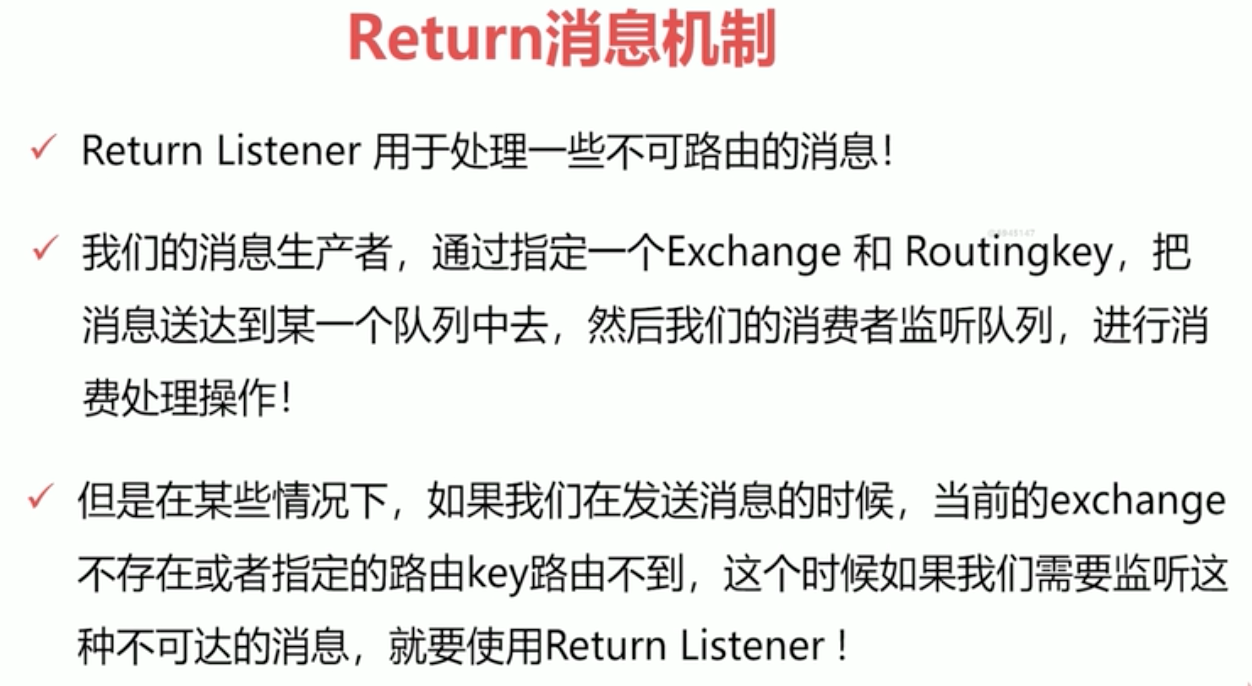 Return消息机制
✓ Return Listener 用于处理一些不可路由的消息！
✓ 我们的消息生产者，通过指定一个Exchange 和 Routingkey，把
消息送达到某一个队列中去，然后我们的消费者监听队列，进行消
费处理操作！
✓ 但是在某些情况下，如果我们在发送消息的时候，当前的exchange
不存在或者指定的路由key路由不到，这个时候如果我们需要监听这
种不可达的消息，就要使用Return Listener！